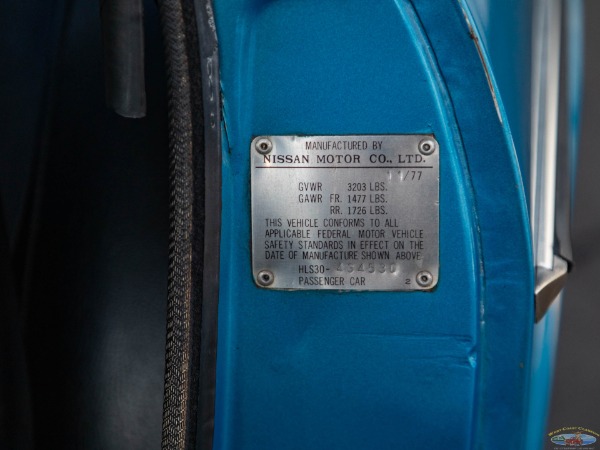 MANUFACTURED BY
NISSAN MOTOR CO., LTD.
/77
GVWR 3203 LBS.
GAWR FR. 1477 LBS.
RR. 1726 LBS.
THIS VEHICLE CONFORMS TO ALL
APPLICABLE FEDERAL MOTOR VEHICLE
SAFETY STANDARDS IN EFFECT ON THE
DATE OF MANUFACTURE SHOWN ABOVE.
HLS30-
PASSENGER CAR 2